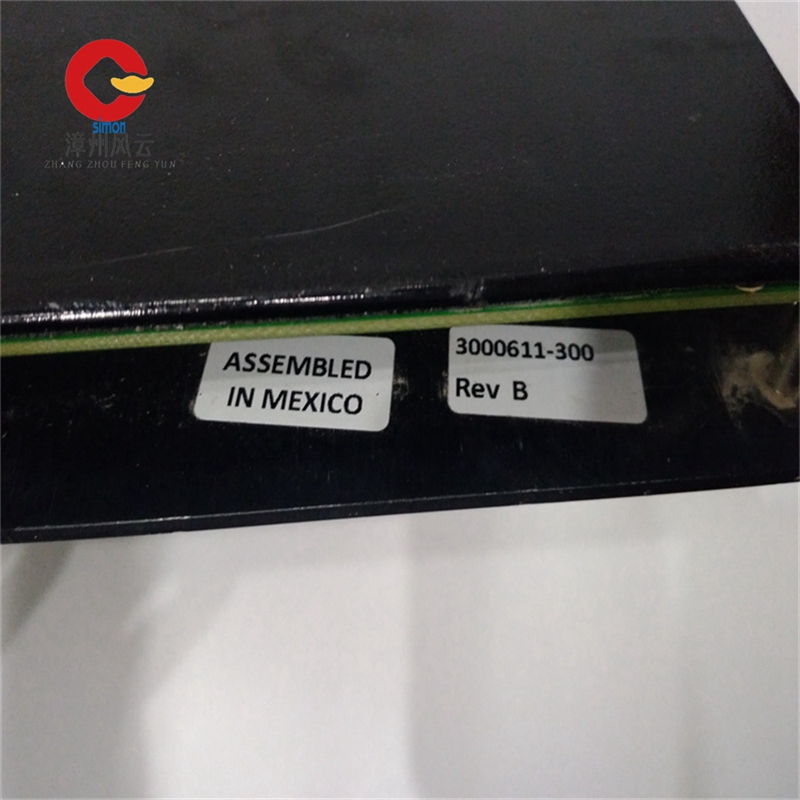 simon
漳州风云
ZHANG ZHOU FENG YUN
ASSEMBLED
IN MEXICO
3000611-300
Rev B